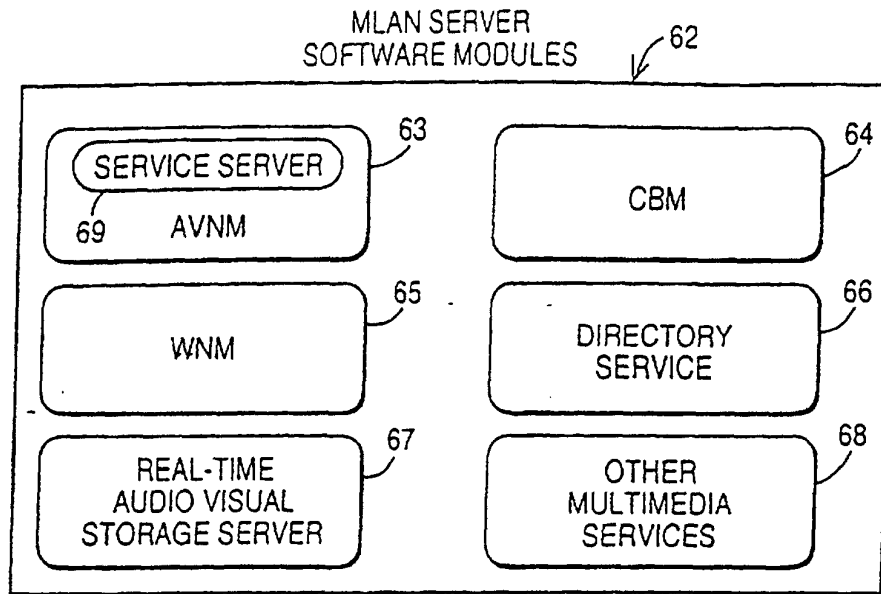 MLAN SERVER
SOFTWARE MODULES
62
SERVICE SERVER
69
AVNM
63
CBM
64
WNM
65
DIRECTORY
SERVICE
66
REAL-TIME
AUDIO VISUAL
STORAGE SERVER
67
OTHER
MULTIMEDIA
SERVICES
68